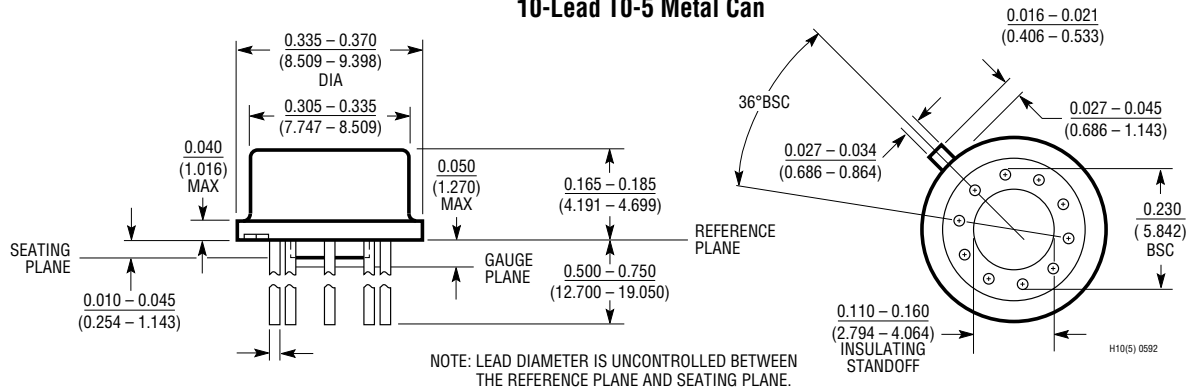 10-Lead TO-5 Metal Can
0.335 – 0.370
(8.509 – 9.398)
DIA
0.305 – 0.335
(7.747 – 8.509)
0.040
(1.016)
MAX
0.050
(1.270)
MAX
0.165 – 0.185
(4.191 – 4.699)
REFERENCE
PLANE
SEATING
PLANE
GAUGE
PLANE
0.500 – 0.750
(12.700 – 19.050)
0.010 – 0.045
(0.254 – 1.143)
0.016 – 0.021
(0.406 – 0.533)
36°BSC
0.027 – 0.045
(0.686 – 1.143)
0.027 – 0.034
(0.686 – 0.864)
0.230
( 5.842)
BSC
0.110 – 0.160
(2.794 – 4.064)
INSULATING
STANDOFF
H10(5) 0592
NOTE: LEAD DIAMETER IS UNCONTROLLED BETWEEN
THE REFERENCE PLANE AND SEATING PLANE.